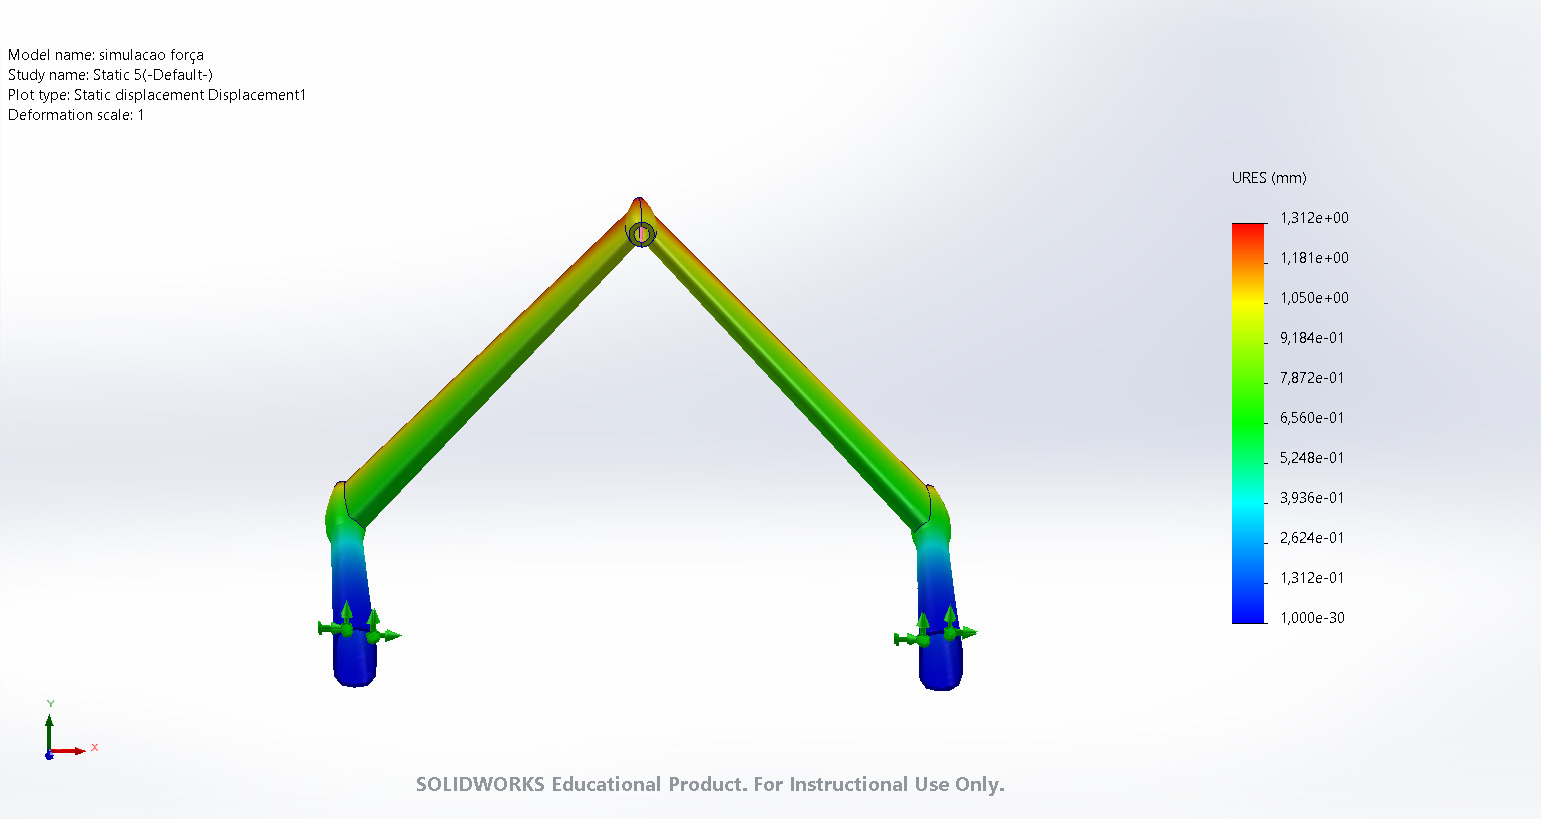 Model name: simulacao força
Study name: Static 5(-Default-)
Plot type: Static displacement Displacement1
Deformation scale: 1
URES (mm)
1,312e+00
1,181e+00
1,050e+00
9,184e-01
7,872e-01
6,560e-01
5,248e-01
3,936e-01
2,624e-01
1,312e-01
1,000e-30
Y
X
SOLIDWORKS Educational Product. For Instructional Use Only.